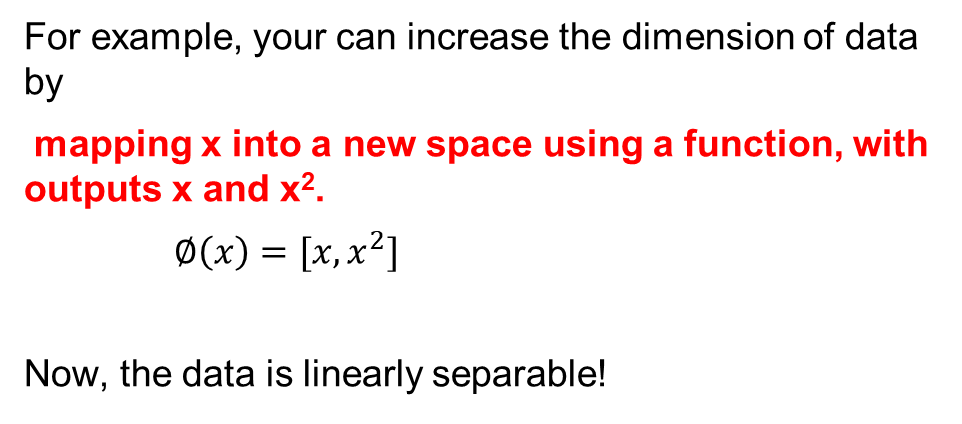 For example, your can increase the dimension of data
by
mapping x into a new space using a function, with
outputs x and x².
∅(x) = [x, x²]
Now, the data is linearly separable!